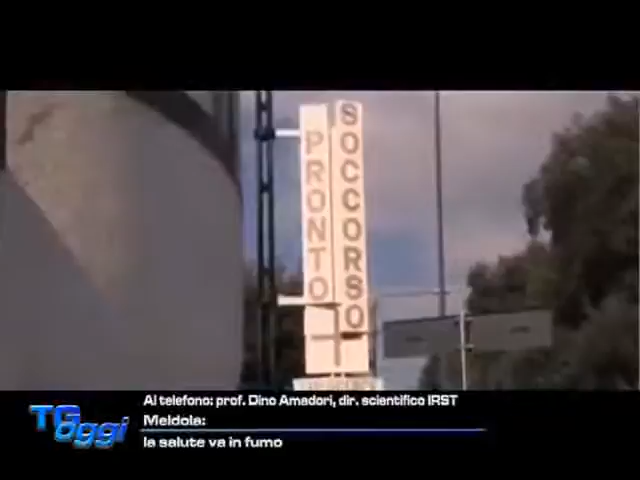 PRONTO
SOCCORSO
Al telefono: prof. Dino Amadori, dir. scientifico IRST
Meldola:
la salute va in fumo
TG
oggi